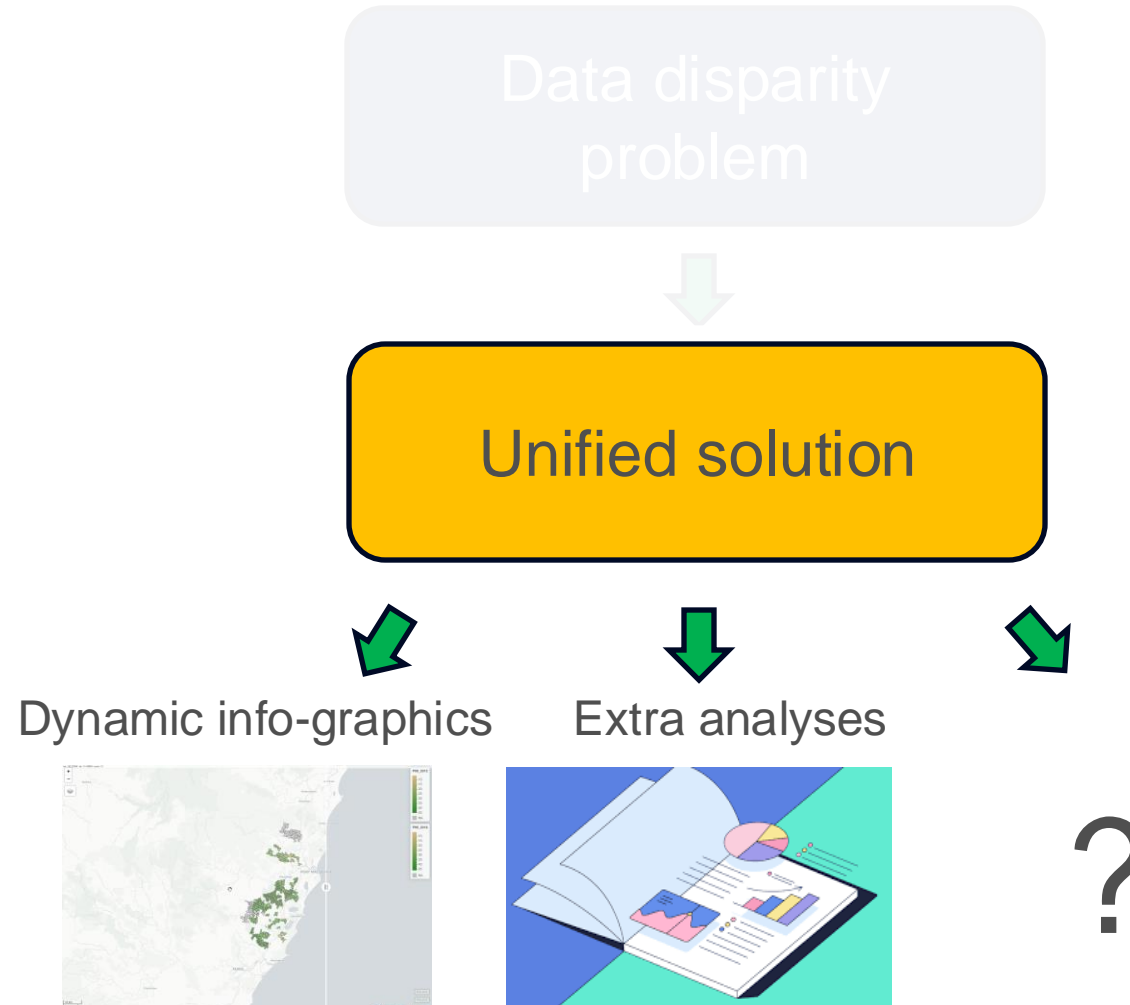 Data disparity
problem
Unified solution
Dynamic info-graphics
Extra analyses
?